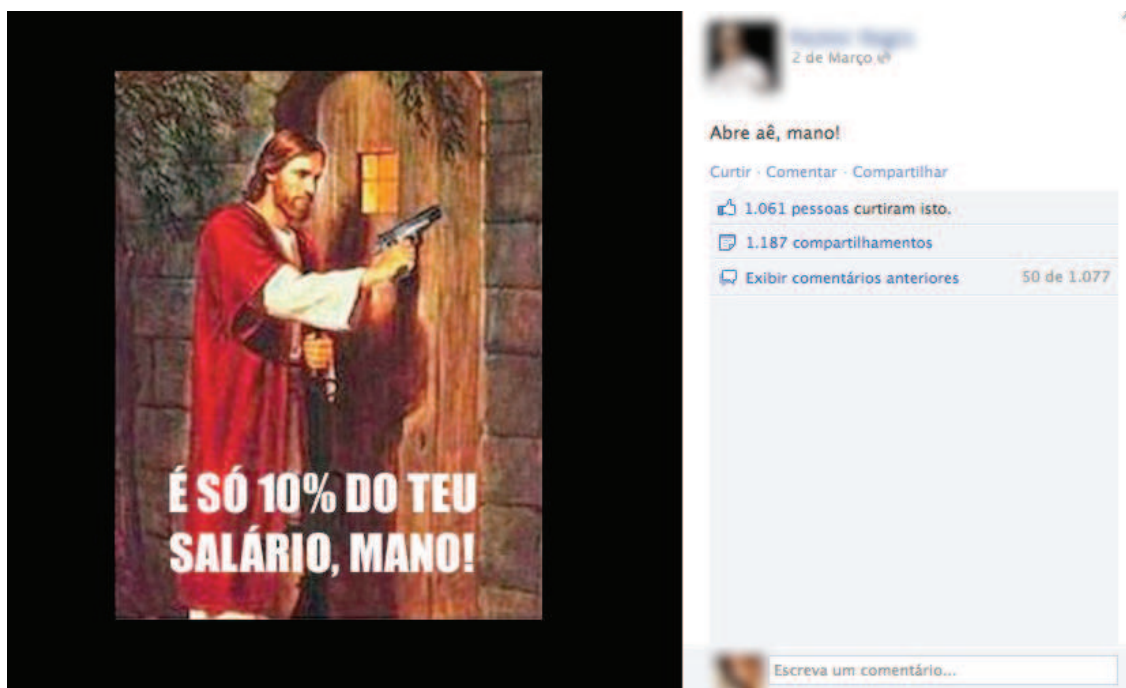 É SÓ 10% DO TEU
SALÁRIO, MANO!
2 de Março
Abre aê, mano!
Curtir · Comentar · Compartilhar
1.061 pessoas curtiram isto.
1.187 compartilhamentos
Exibir comentários anteriores 50 de 1.077
Escreva um comentário...